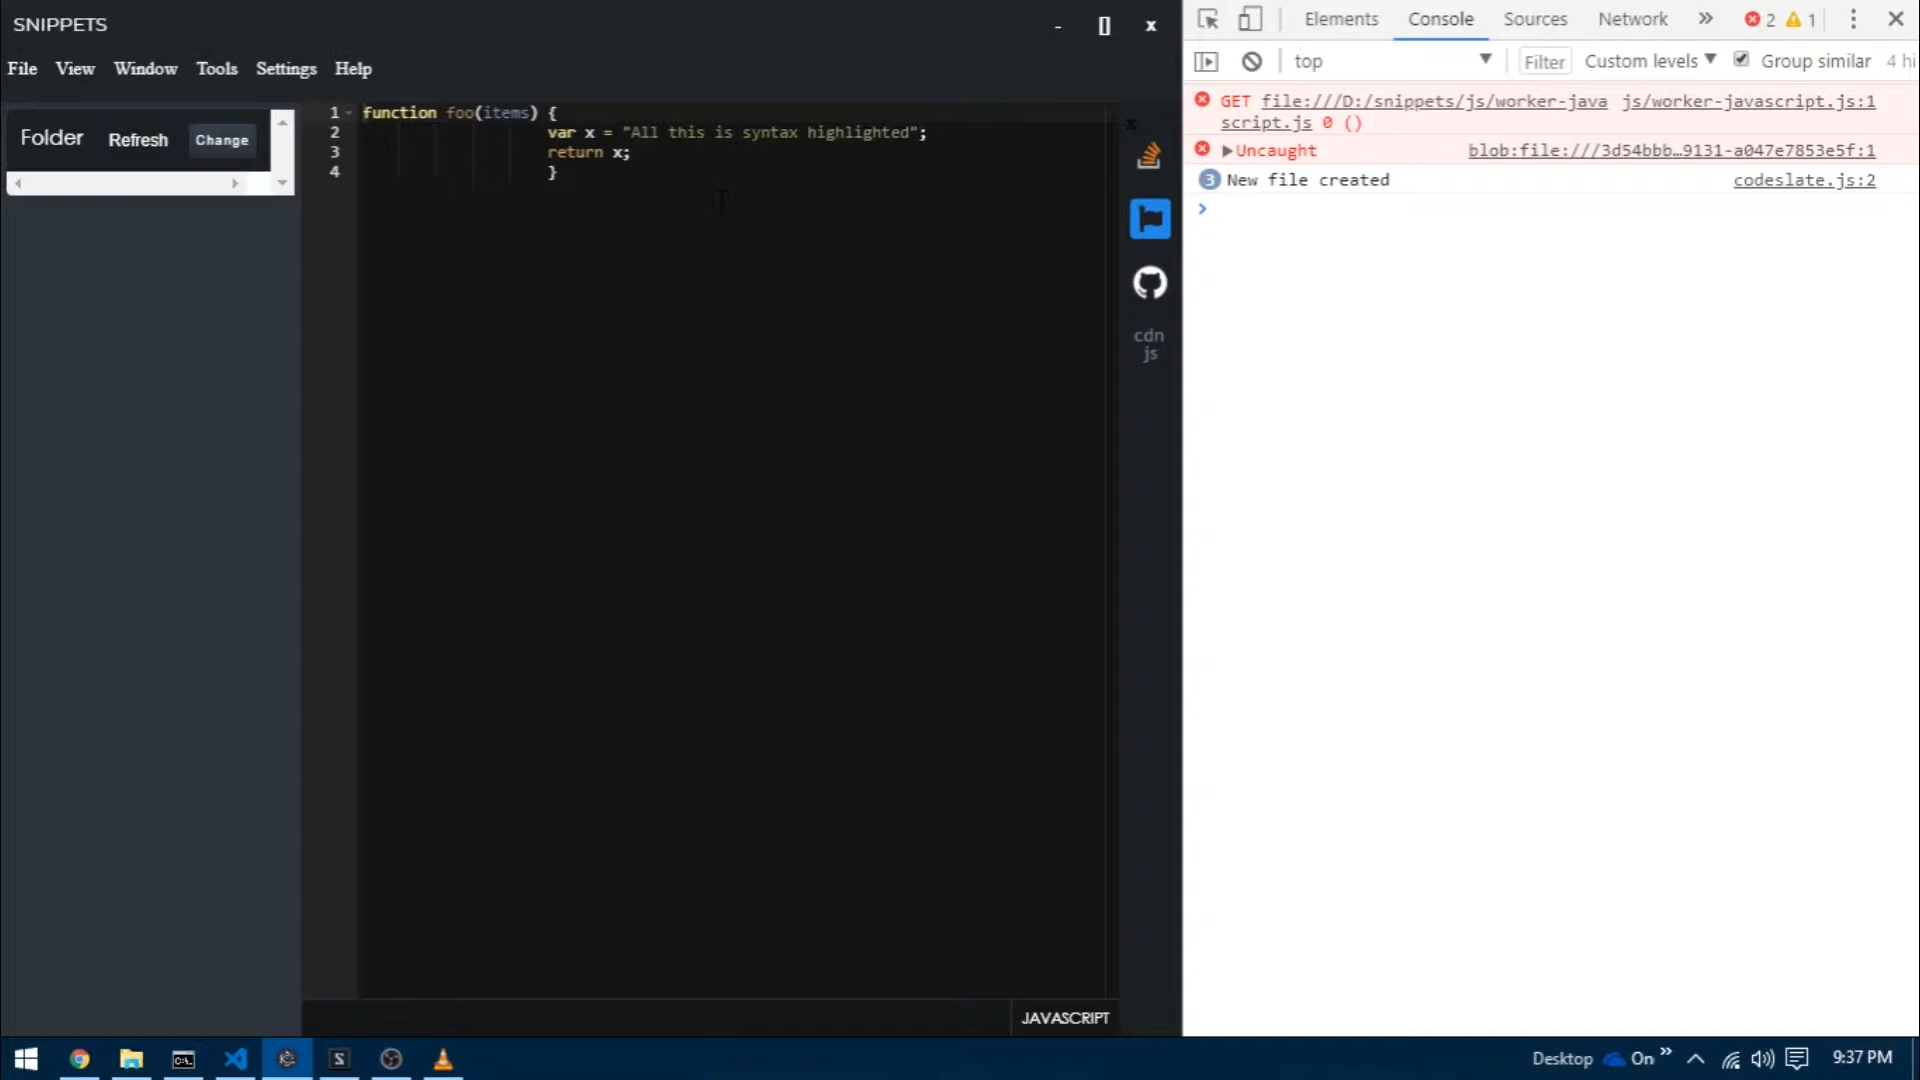 SNIPPETS
- [] x
File View Window Tools Settings Help
Folder Refresh Change
1 function foo(items) {
2 var x = "All this is syntax highlighted";
3 return x;
4 }
x
cdn
js
JAVASCRIPT
Elements Console Sources Network » 2 1
top Filter Custom levels Group similar 4 hi
GET file:///D:/snippets/js/worker-java js/worker-javascript.js:1
script.js 0 ()
Uncaught blob:file:///3d54bbb…9131-a047e7853e5f:1
3 New file created codeslate.js:2
Desktop On » 9:37 PM